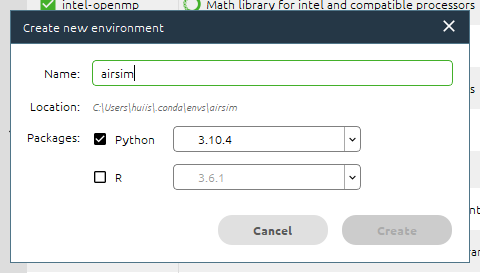 intel-openmp Math library for intel and compatible processors
Create new environment
Name: airsim
Location: C:\Users\huiis\.conda\envs\airsim
Packages: Python 3.10.4
R 3.6.1
Cancel Create